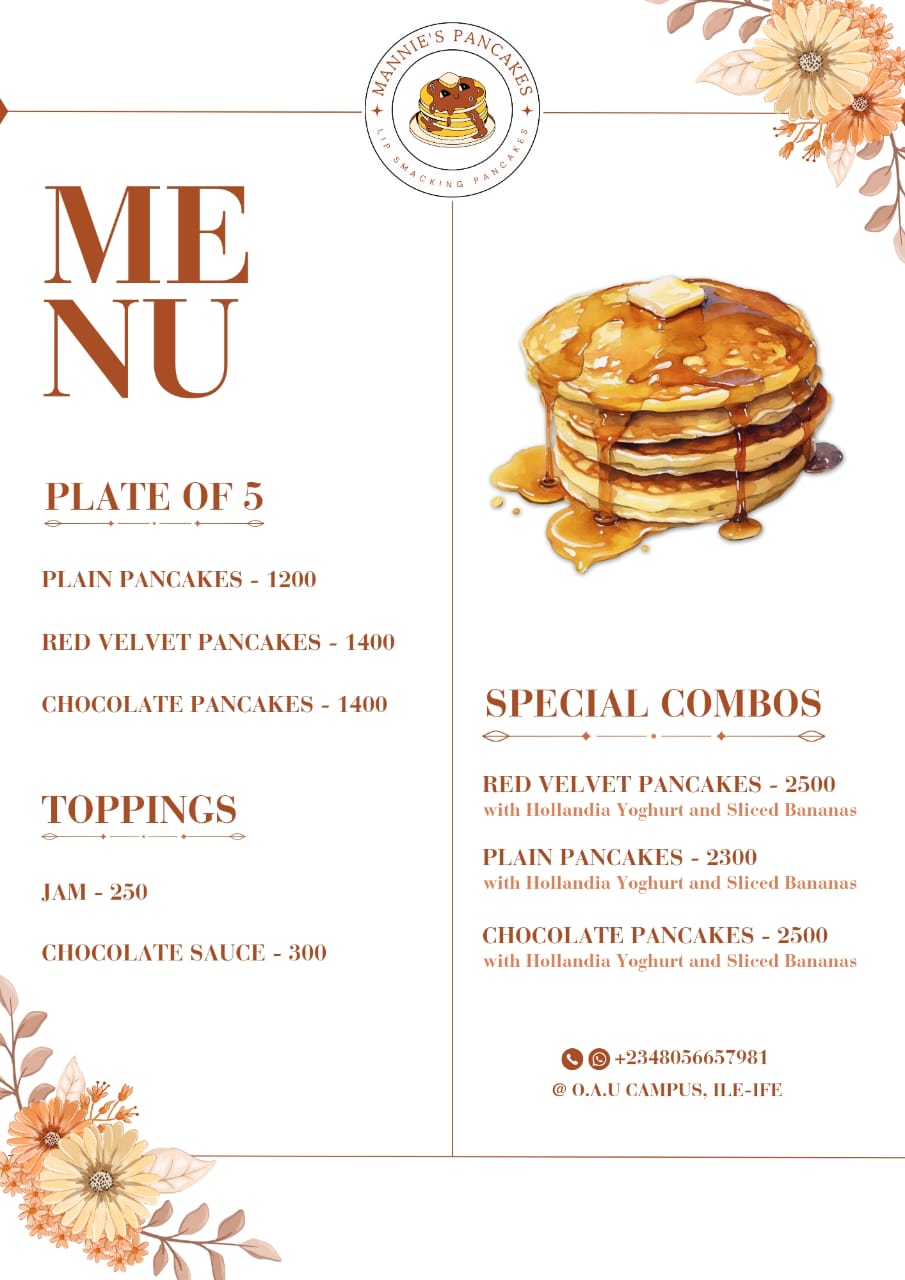 MANNIE'S PANCAKES
LIP SMACKING PANCAKES
ME
NU
PLATE OF 5
PLAIN PANCAKES - 1200
RED VELVET PANCAKES - 1400
CHOCOLATE PANCAKES - 1400
TOPPINGS
JAM - 250
CHOCOLATE SAUCE - 300
SPECIAL COMBOS
RED VELVET PANCAKES - 2500
with Hollandia Yoghurt and Sliced Bananas
PLAIN PANCAKES - 2300
with Hollandia Yoghurt and Sliced Bananas
CHOCOLATE PANCAKES - 2500
with Hollandia Yoghurt and Sliced Bananas
+2348056657981
@ O.A.U CAMPUS, ILE-IFE